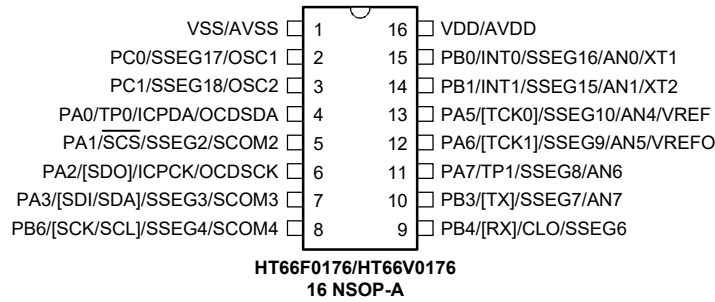 VSS/AVSS 1 16 VDD/AVDD
PC0/SSEG17/OSC1 2 15 PB0/INT0/SSEG16/AN0/XT1
PC1/SSEG18/OSC2 3 14 PB1/INT1/SSEG15/AN1/XT2
PA0/TP0/ICPDA/OCDSDA 4 13 PA5/[TCK0]/SSEG10/AN4/VREF
PA1/SCS/SSEG2/SCOM2 5 12 PA6/[TCK1]/SSEG9/AN5/VREFO
PA2/[SDO]/ICPCK/OCDSCK 6 11 PA7/TP1/SSEG8/AN6
PA3/[SDI/SDA]/SSEG3/SCOM3 7 10 PB3/[TX]/SSEG7/AN7
PB6/[SCK/SCL]/SSEG4/SCOM4 8 9 PB4/[RX]/CLO/SSEG6
HT66F0176/HT66V0176
16 NSOP-A